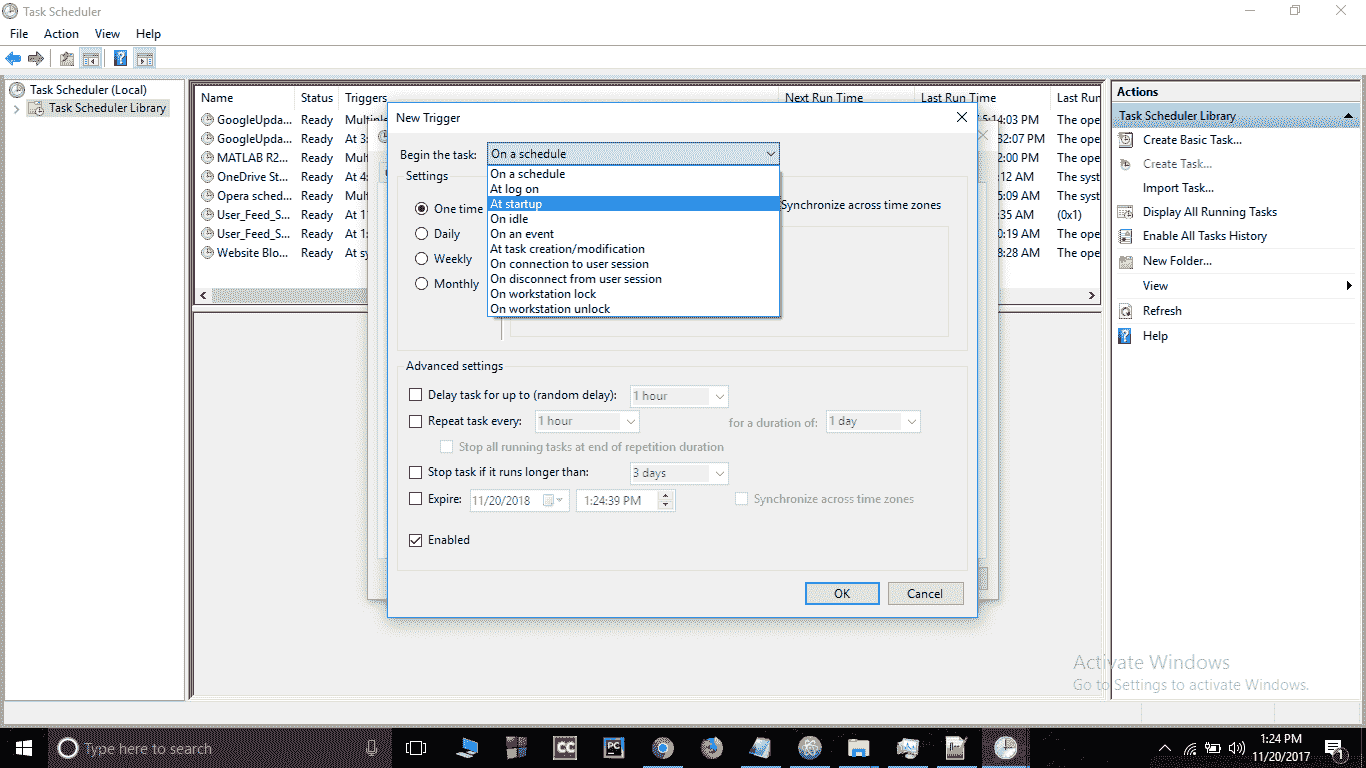 Task Scheduler
File Action View Help
Task Scheduler (Local)
Task Scheduler Library
Name Status Triggers Next Run Time Last Run Time Last Run
GoogleUpda... Ready Multiple 5:14:03 PM The ope
GoogleUpda... Ready At 3: 32:07 PM The ope
MATLAB R2... Ready Mul 2:00 PM The ope
OneDrive St... Ready At 4: :12 AM The syst
Opera sched... Ready Mul 5:09 AM The syst
User_Feed_S... Ready At 1 :35 AM (0x1)
User_Feed_S... Ready At 1: 0:19 AM The ope
Website Blo... Ready At sy 8:28 AM The ope
New Trigger
Begin the task: On a schedule
On a schedule
At log on
At startup
On idle
On an event
At task creation/modification
On connection to user session
On disconnect from user session
On workstation lock
On workstation unlock
Settings
One time
Daily
Weekly
Monthly
Synchronize across time zones
Advanced settings
Delay task for up to (random delay): 1 hour
Repeat task every: 1 hour for a duration of: 1 day
Stop all running tasks at end of repetition duration
Stop task if it runs longer than: 3 days
Expire: 11/20/2018 1:24:39 PM Synchronize across time zones
Enabled
OK Cancel
Actions
Task Scheduler Library
Create Basic Task...
Create Task...
Import Task...
Display All Running Tasks
Enable All Tasks History
New Folder...
View
Refresh
Help
Activate Windows
Go to Settings to activate Windows.
Type here to search
CC
PC
1:24 PM
11/20/2017
1